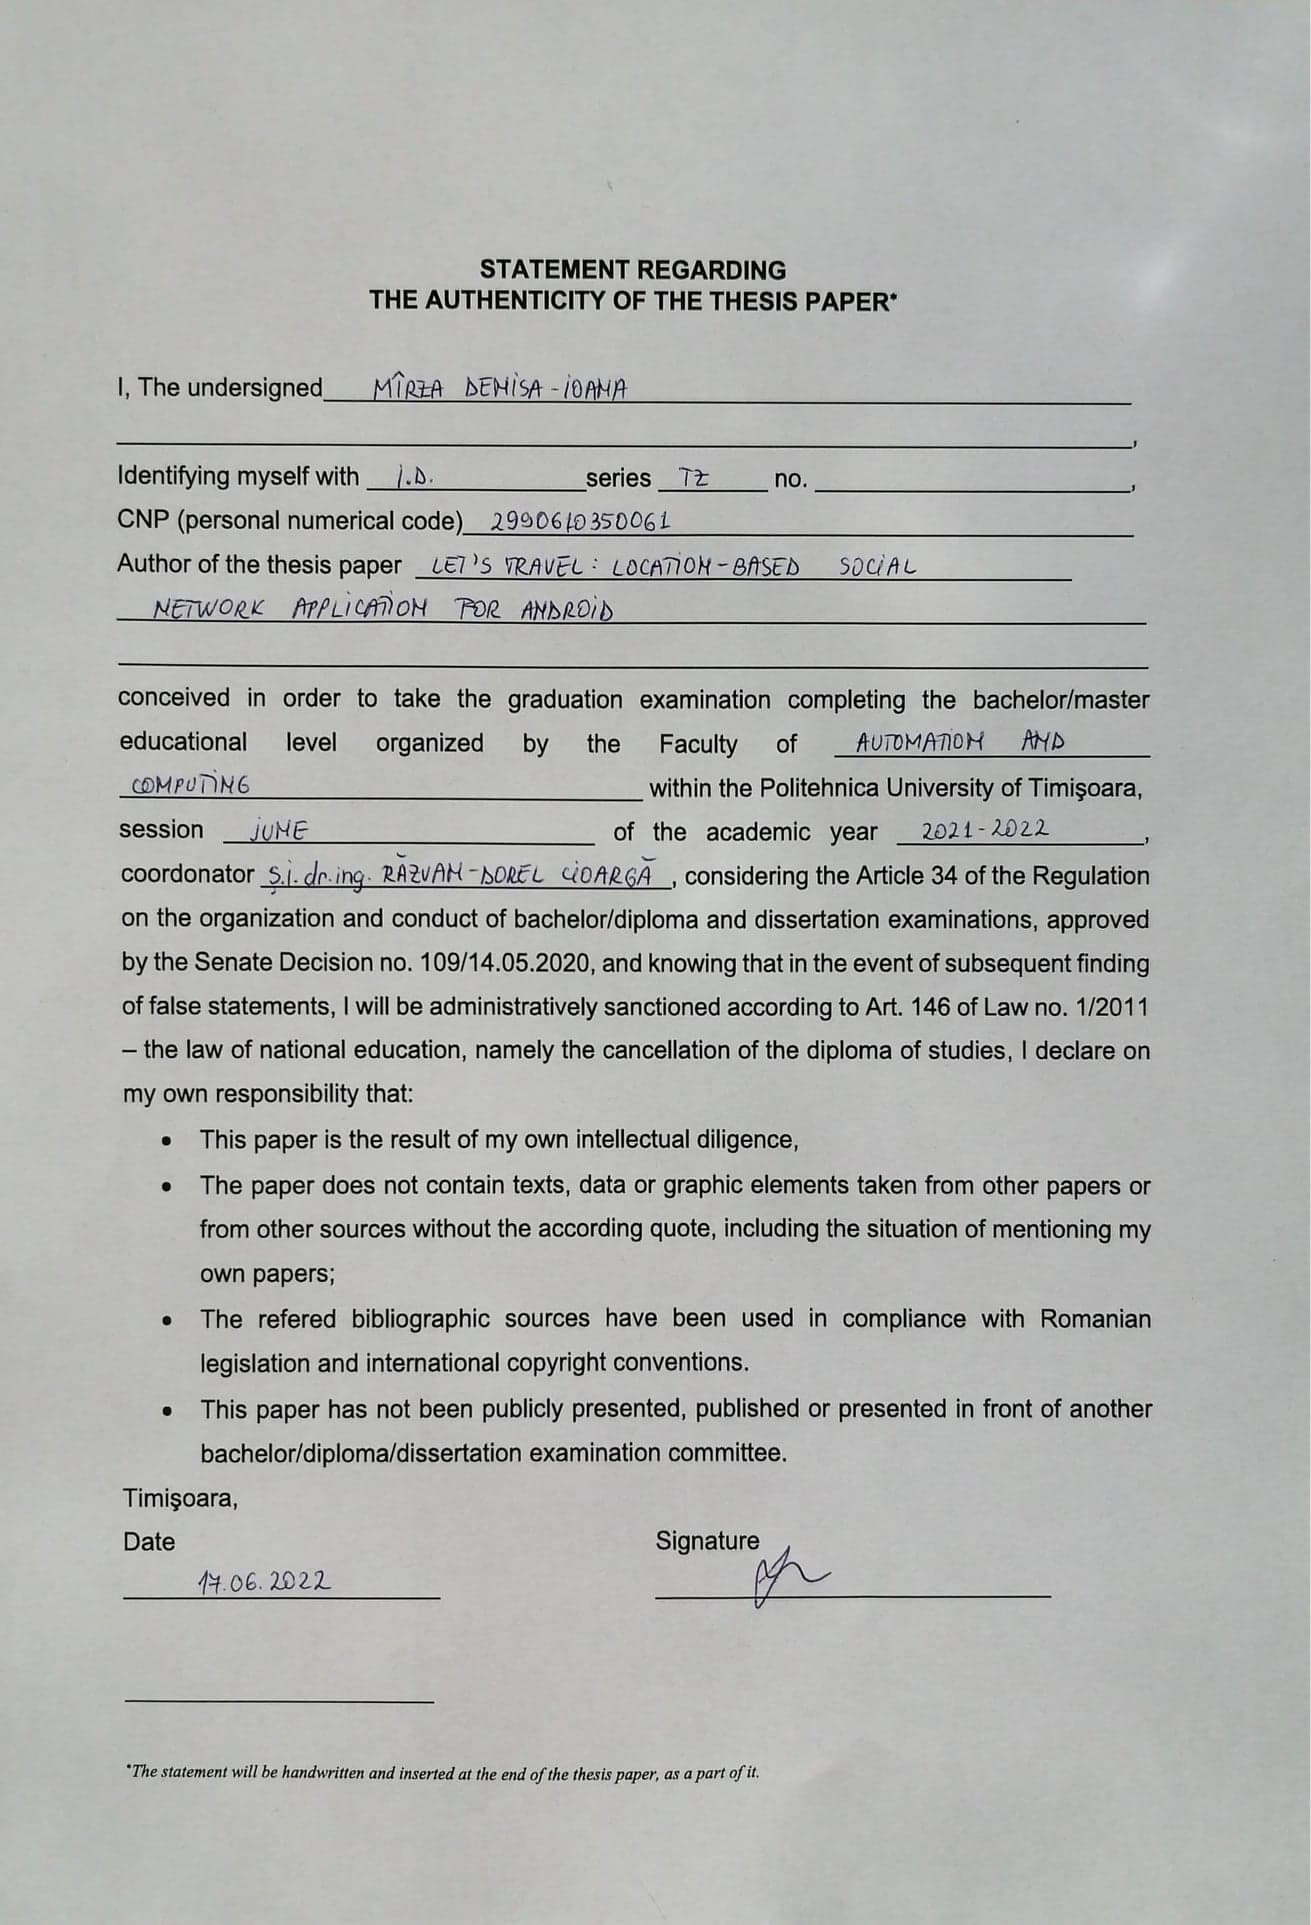 STATEMENT REGARDING
THE AUTHENTICITY OF THE THESIS PAPER*
I, The undersigned MÎRZA DENISA-IOANA
,
Identifying myself with I.D. series TZ no. ,
CNP (personal numerical code) 2990610350061
Author of the thesis paper LET'S TRAVEL: LOCATION-BASED SOCIAL
NETWORK APPLICATION FOR ANDROID
conceived in order to take the graduation examination completing the bachelor/master
educational level organized by the Faculty of AUTOMATION AND
COMPUTING within the Politehnica University of Timişoara,
session JUNE of the academic year 2021-2022,
coordonator Ș.l. dr.ing. RĂZVAN-DOREL CIOARGĂ, considering the Article 34 of the Regulation
on the organization and conduct of bachelor/diploma and dissertation examinations, approved
by the Senate Decision no. 109/14.05.2020, and knowing that in the event of subsequent finding
of false statements, I will be administratively sanctioned according to Art. 146 of Law no. 1/2011
– the law of national education, namely the cancellation of the diploma of studies, I declare on
my own responsibility that:
• This paper is the result of my own intellectual diligence,
• The paper does not contain texts, data or graphic elements taken from other papers or
from other sources without the according quote, including the situation of mentioning my
own papers;
• The refered bibliographic sources have been used in compliance with Romanian
legislation and international copyright conventions.
• This paper has not been publicly presented, published or presented in front of another
bachelor/diploma/dissertation examination committee.
Timişoara,
Date Signature
17.06.2022
*The statement will be handwritten and inserted at the end of the thesis paper, as a part of it.